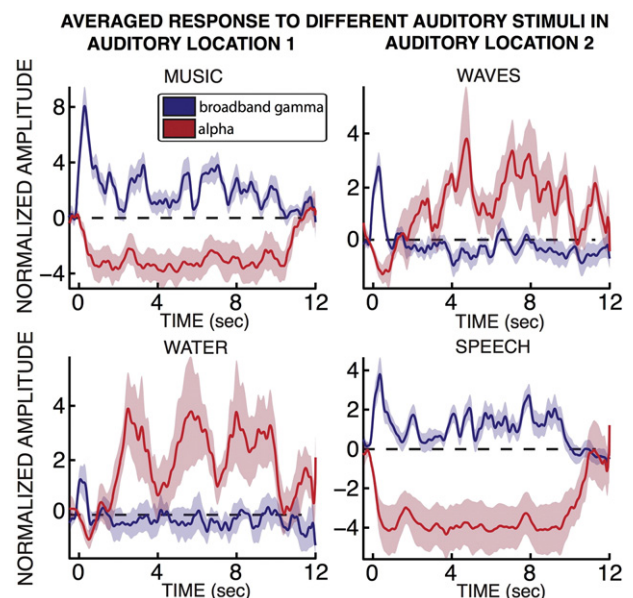 AVERAGED RESPONSE TO DIFFERENT AUDITORY STIMULI IN
AUDITORY LOCATION 1 AUDITORY LOCATION 2
MUSIC
WAVES
broadband gamma
alpha
NORMALIZED AMPLITUDE
8
4
0
−4
0 4 8 12
TIME (sec)
4
2
0
0 4 8 12
TIME (sec)
WATER
SPEECH
NORMALIZED AMPLITUDE
4
2
0
0 4 8 12
TIME (sec)
2
0
−2
−4
0 4 8 12
TIME (sec)